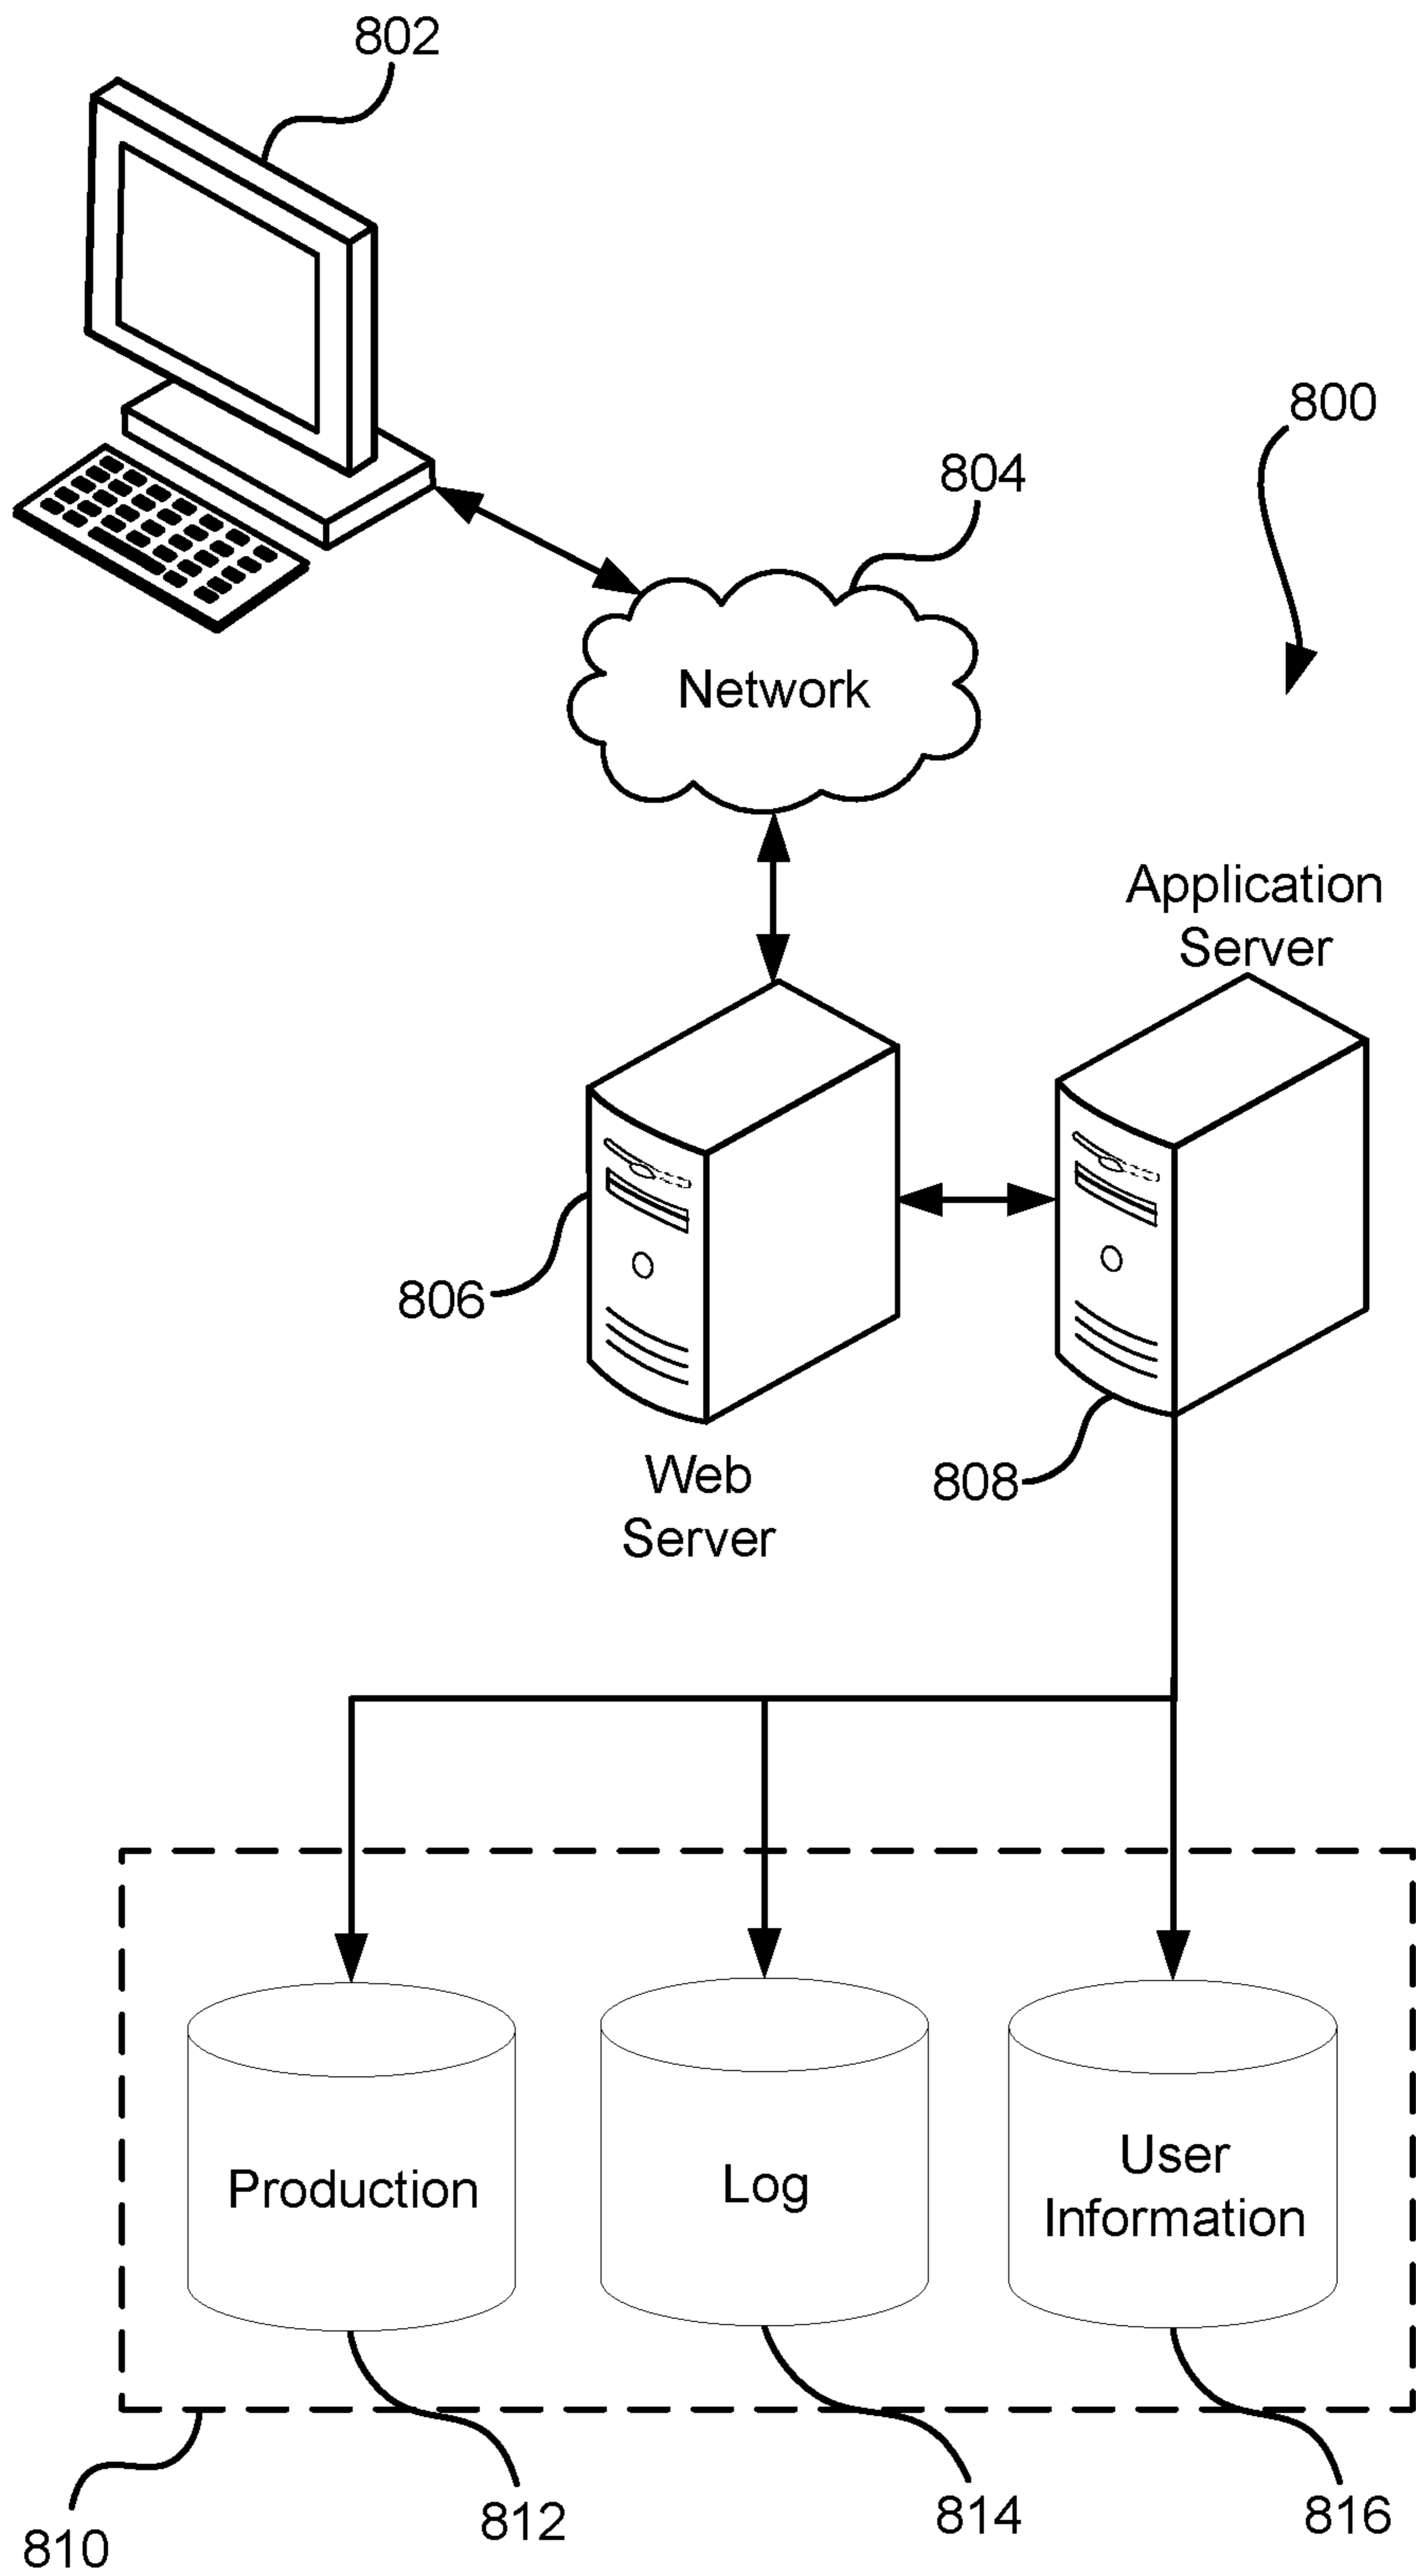 802
800
804
Network
Application
Server
806
808
Web
Server
Production
Log
User
Information
810
812
814
816